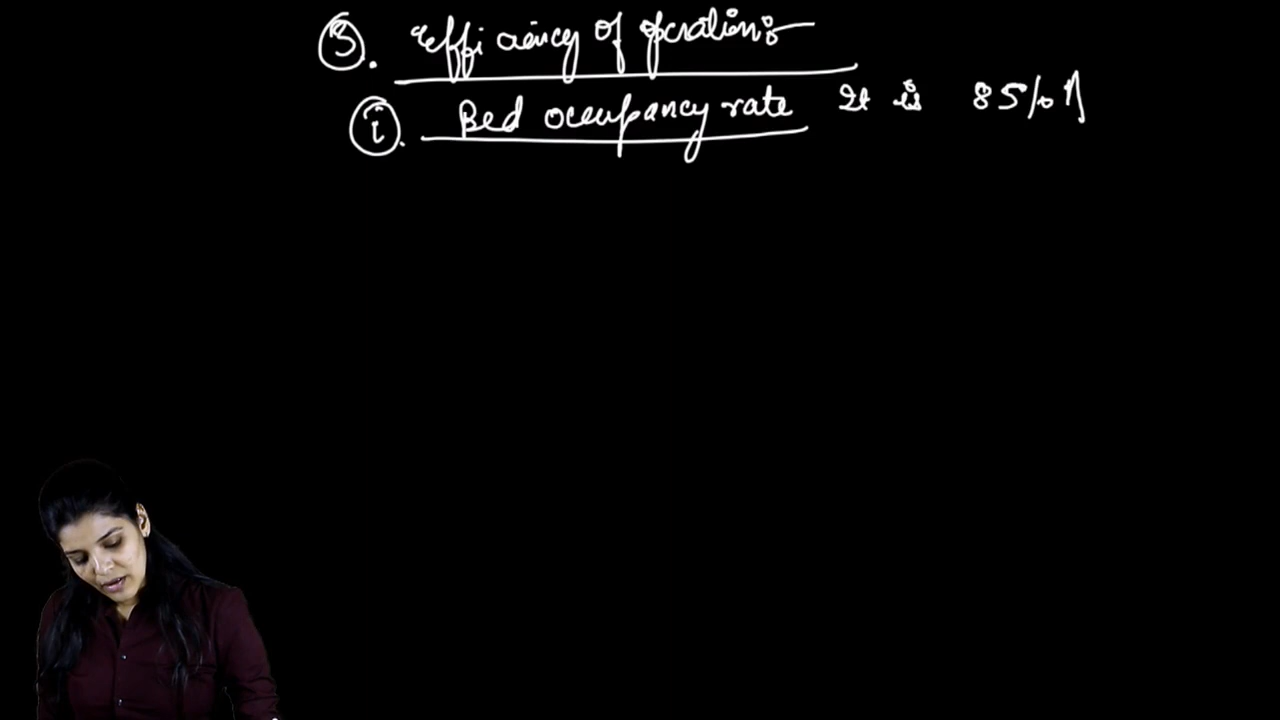 3. Efficiency of operations
i. Bed occupancy rate It is 85%